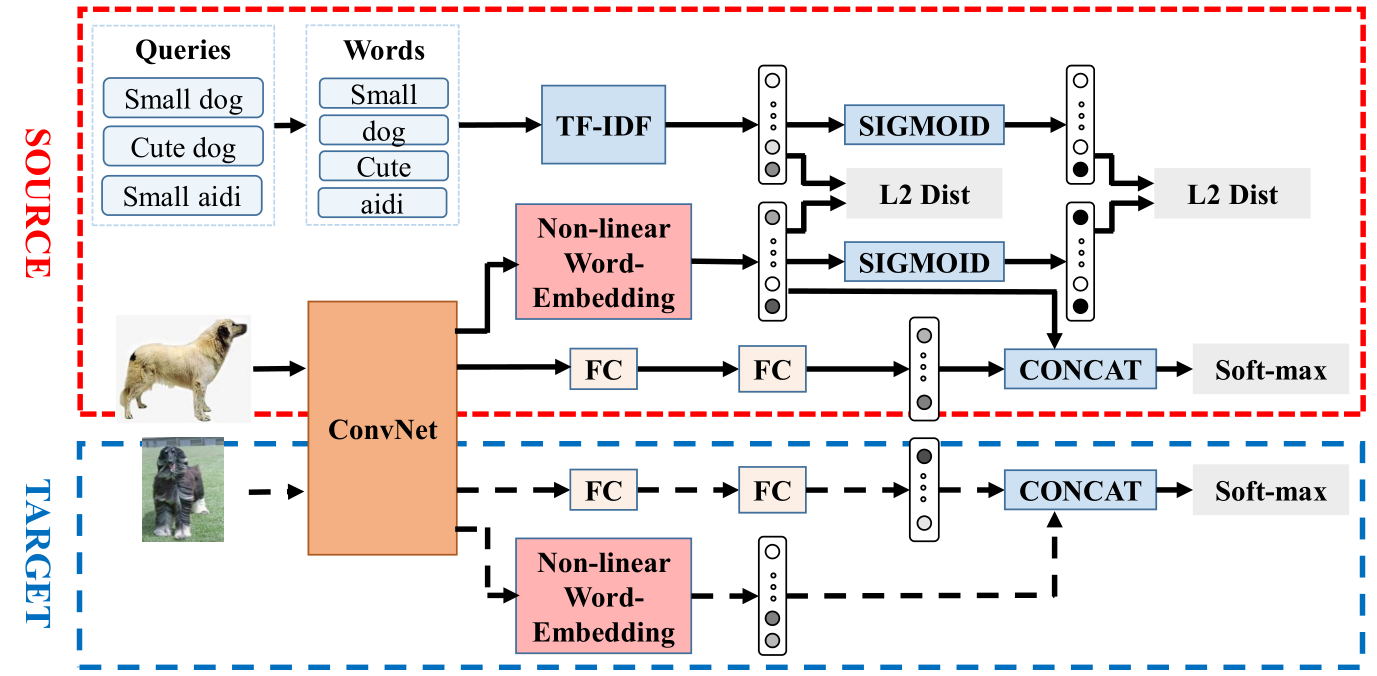 SOURCE
Queries
Small dog
Cute dog
Small aidi
Words
Small
dog
Cute
aidi
TF-IDF
SIGMOID
L2 Dist
L2 Dist
Non-linear
Word-
Embedding
SIGMOID
FC
FC
CONCAT
Soft-max
ConvNet
TARGET
FC
FC
CONCAT
Soft-max
Non-linear
Word-
Embedding